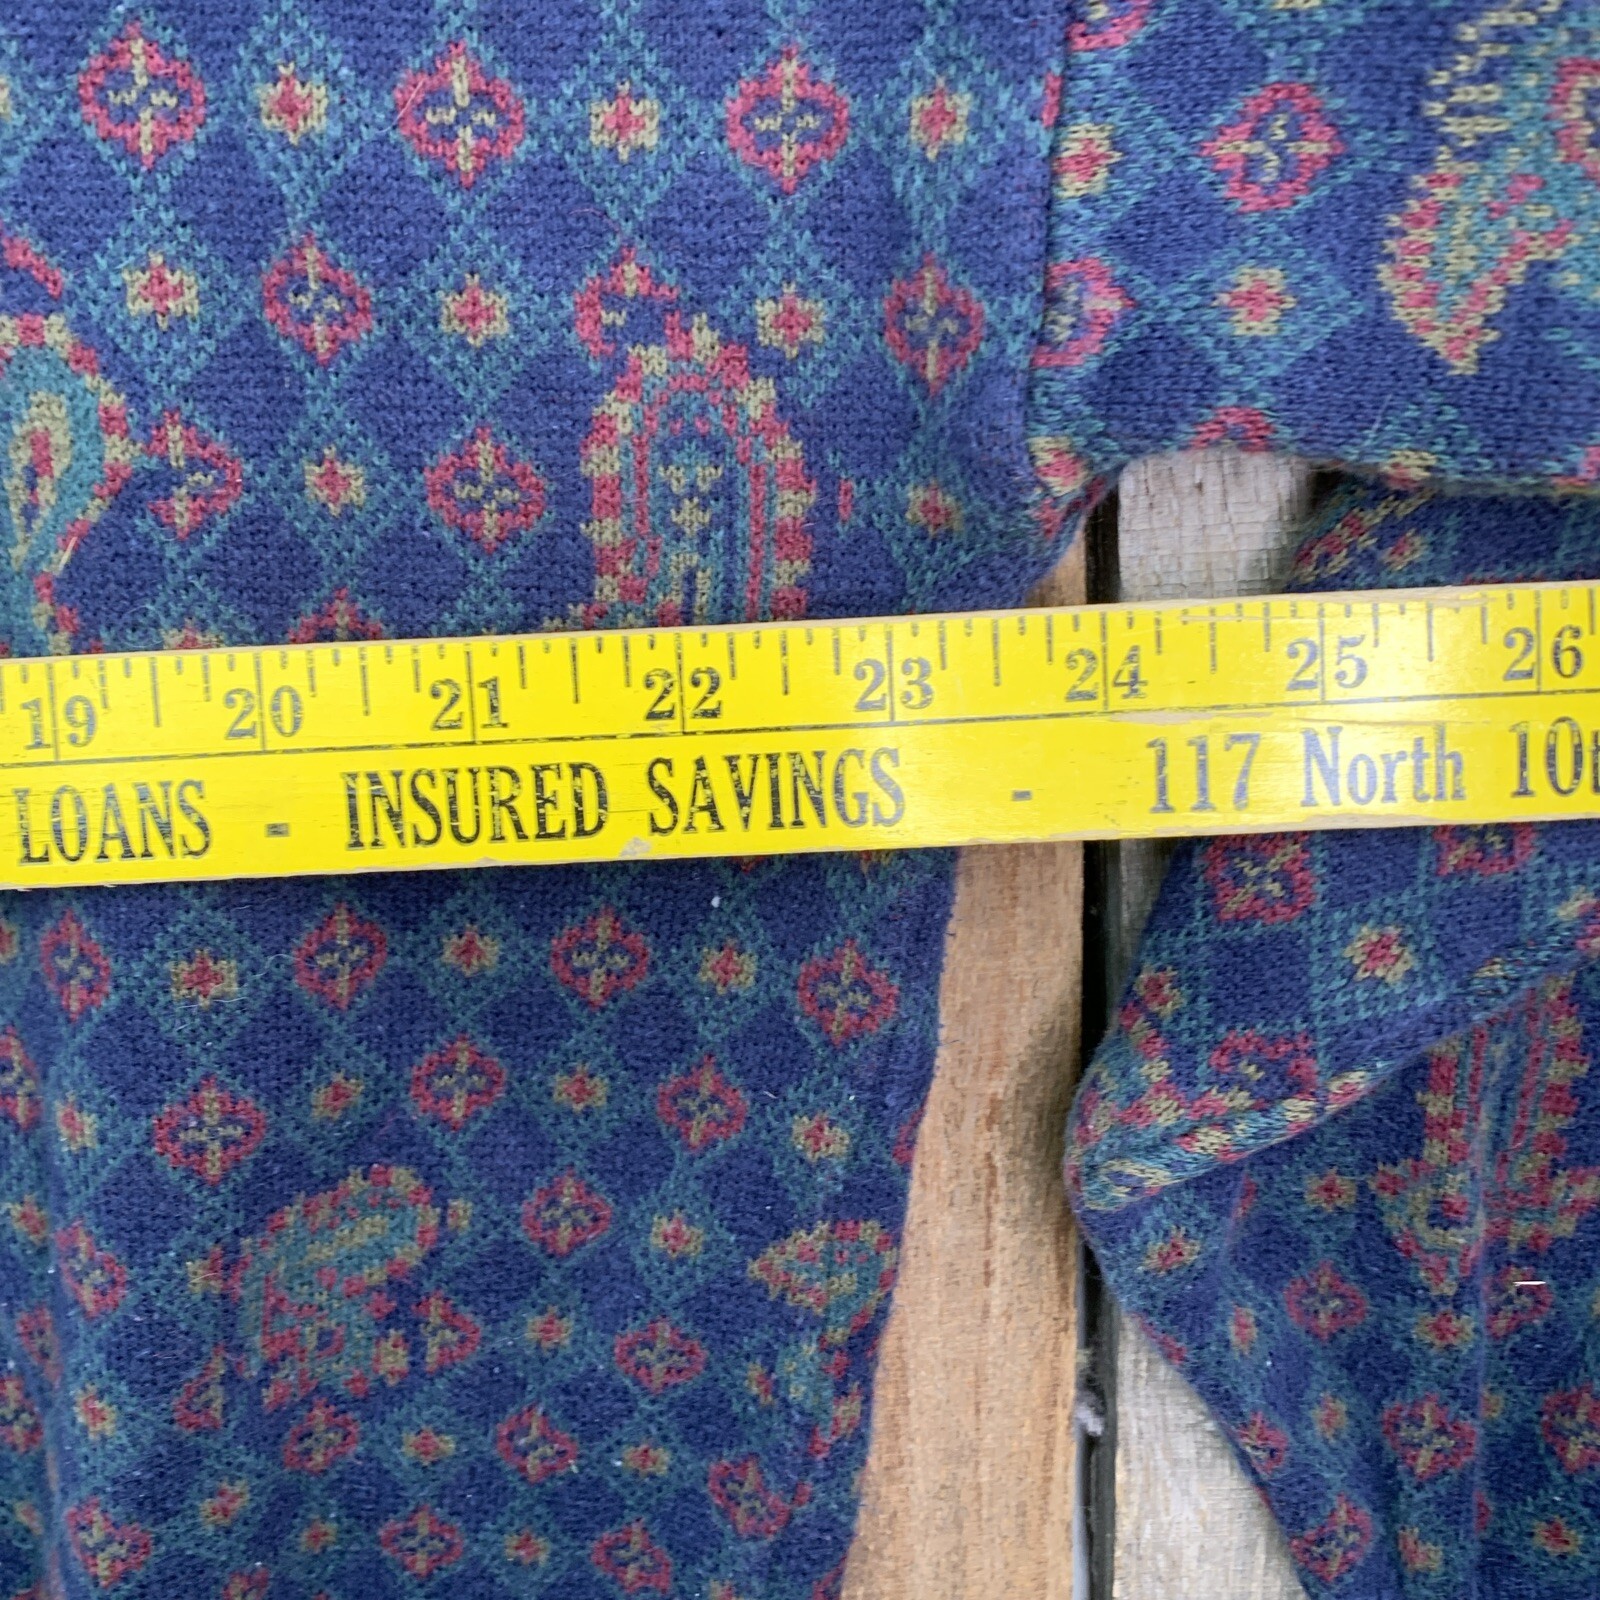 19 20 21 22 23 24 25 26
LOANS - INSURED SAVINGS - 117 North 10t